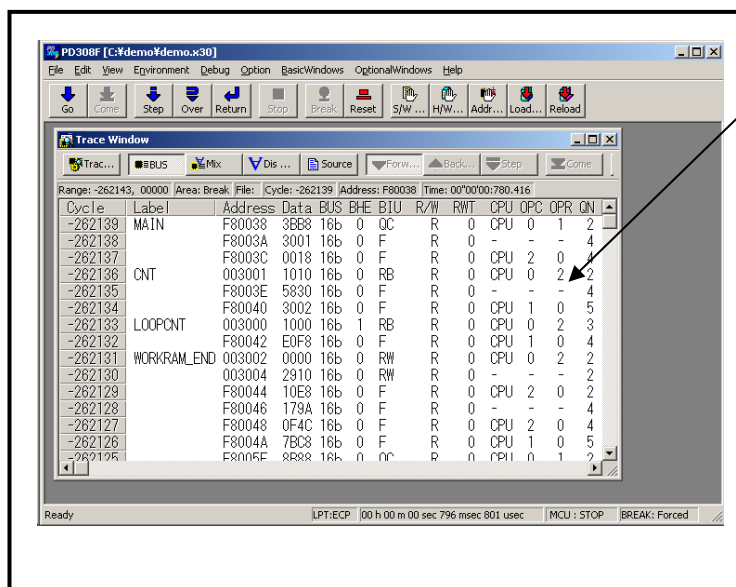 PD308F [C:¥demo¥demo.x30]
File Edit View Environment Debug Option BasicWindows OptionalWindows Help
Go Come Step Over Return Stop Break Reset S/W ... H/W... Addr... Load... Reload
Trace Window
Trac... BUS Mix Dis ... Source Forw... Back... Step Come
Range: -262143, 00000 Area: Break File: Cycle: -262139 Address: F80038 Time: 00"00'00:780.416
Cycle Label Address Data BUS BHE BIU R/W RWT CPU OPC OPR QN
-262139 MAIN F80038 3BB8 16b 0 QC R 0 CPU 0 1 2
-262138 F8003A 3001 16b 0 F R 0 - - - 4
-262137 F8003C 0018 16b 0 F R 0 CPU 2 0 4
-262136 CNT 003001 1010 16b 0 RB R 0 CPU 0 2 2
-262135 F8003E 5830 16b 0 F R 0 - - - 4
-262134 F80040 3002 16b 0 F R 0 CPU 1 0 5
-262133 LOOPCNT 003000 1000 16b 1 RB R 0 CPU 0 2 3
-262132 F80042 E0F8 16b 0 F R 0 CPU 1 0 4
-262131 WORKRAM_END 003002 0000 16b 0 RW R 0 CPU 0 2 2
-262130 003004 2910 16b 0 RW R 0 - - - 2
-262129 F80044 10E8 16b 0 F R 0 CPU 2 0 2
-262128 F80046 179A 16b 0 F R 0 - - - 4
-262127 F80048 0F4C 16b 0 F R 0 CPU 2 0 4
-262126 F8004A 7BC8 16b 0 F R 0 CPU 1 0 5
-262125 F8005E 8B88 16b 0 QC R 0 CPU 0 1 2
Ready LPT:ECP 00 h 00 m 00 sec 796 msec 801 usec MCU : STOP BREAK: Forced